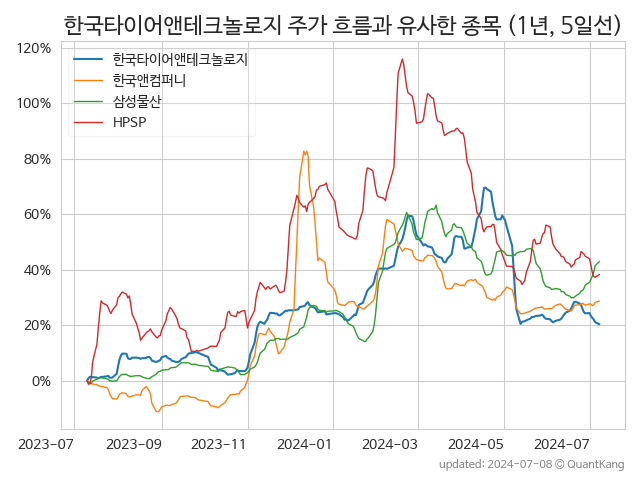 한국타이어앤테크놀로지 주가 흐름과 유사한 종목 (1년, 5일선)
120%
100%
80%
60%
40%
20%
0%
한국타이어앤테크놀로지
한국앤컴퍼니
삼성물산
HPSP
2023-07 2023-09 2023-11 2024-01 2024-03 2024-05 2024-07
updated: 2024-07-08 © QuantKang